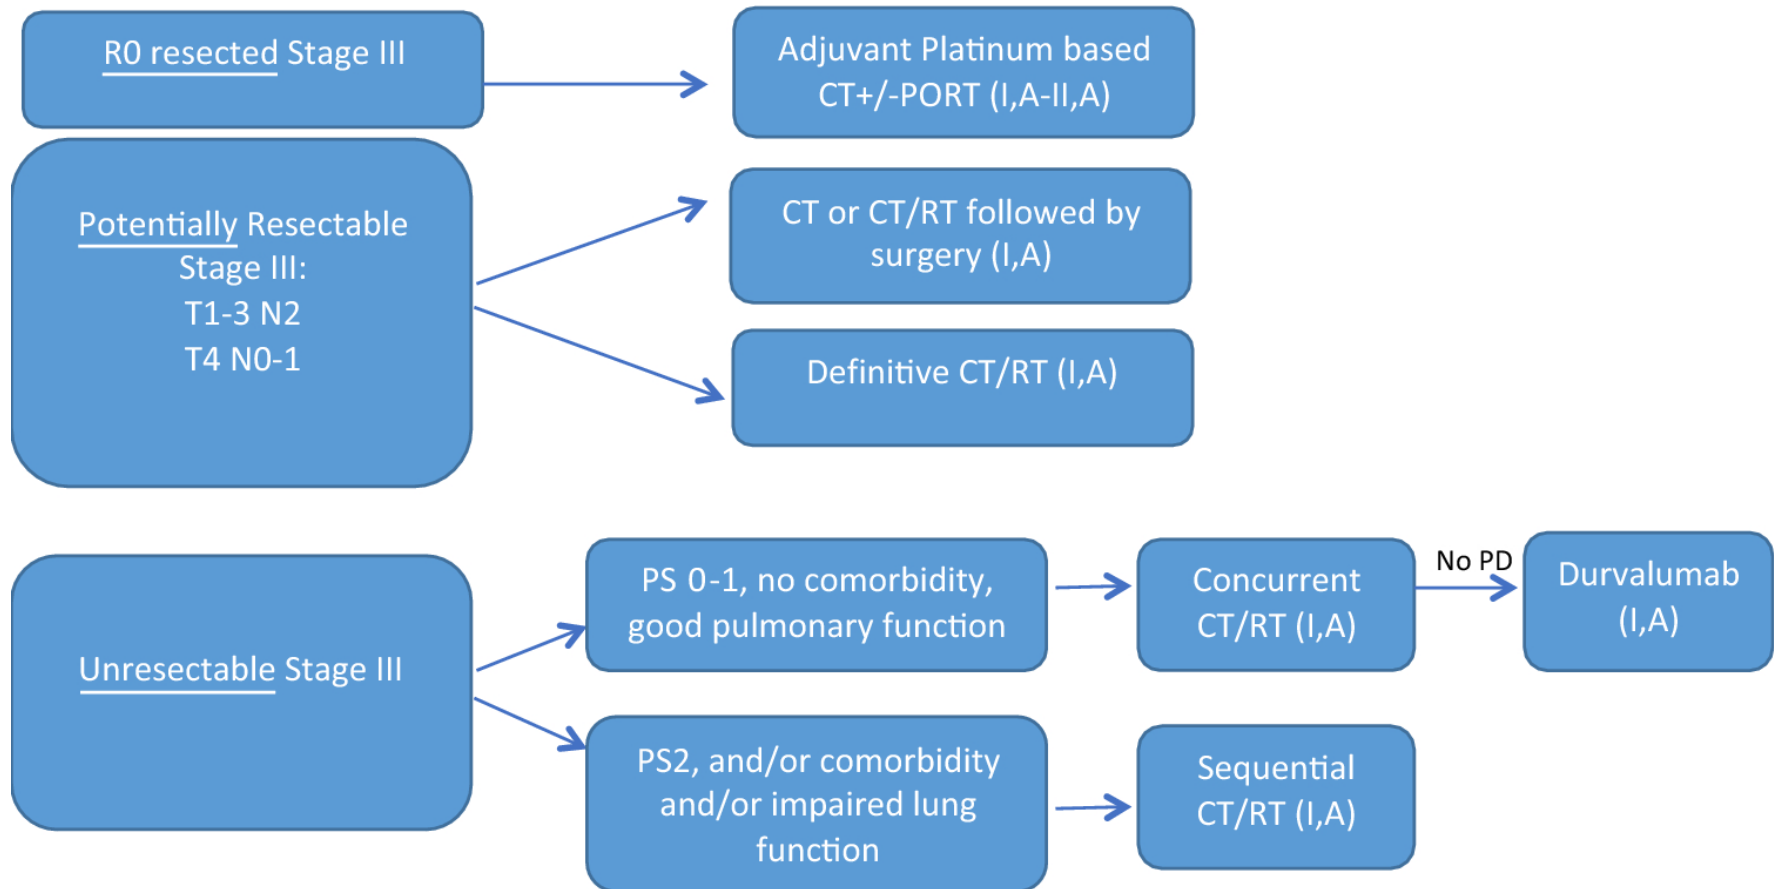 R0 resected Stage III
Adjuvant Platinum based
CT+/-PORT (I,A-II,A)
Potentially Resectable
Stage III:
T1-3 N2
T4 N0-1
CT or CT/RT followed by
surgery (I,A)
Definitive CT/RT (I,A)
Unresectable Stage III
PS 0-1, no comorbidity,
good pulmonary function
Concurrent
CT/RT (I,A)
No PD
Durvalumab
(I,A)
PS2, and/or comorbidity
and/or impaired lung
function
Sequential
CT/RT (I,A)